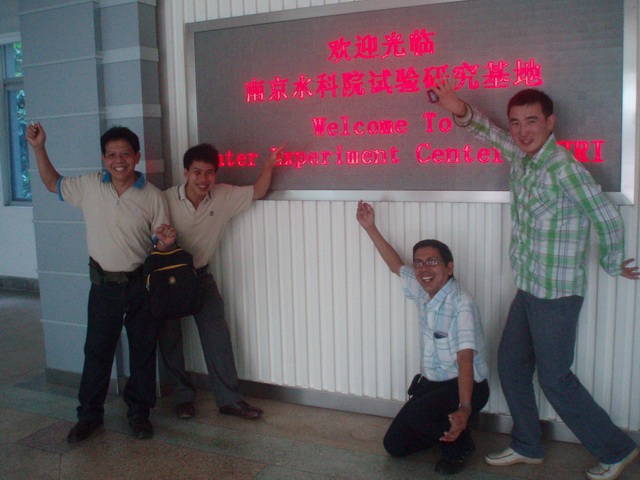 欢迎光临
南京水科院试验研究基地
Welcome To
ater Experiment Center HRI